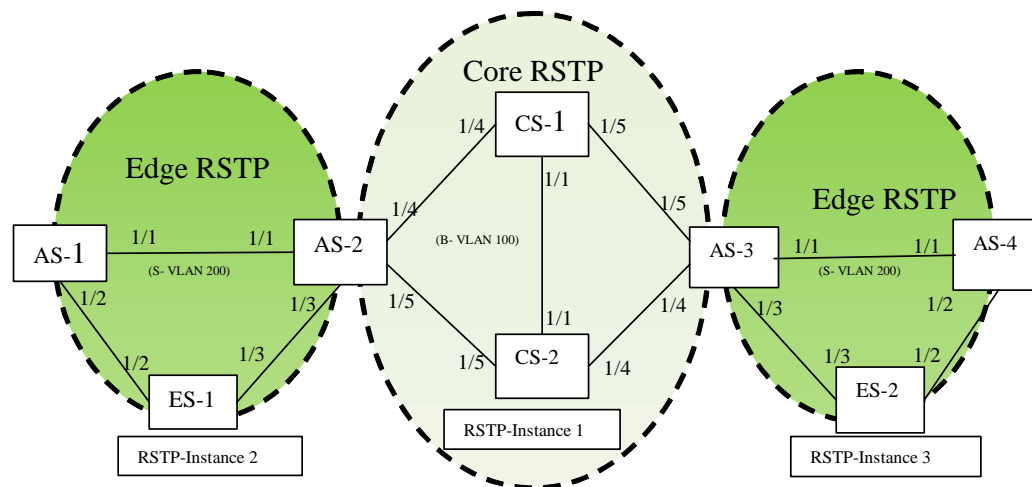 Core RSTP
CS-1
1/4
1/5
1/1
Edge RSTP
Edge RSTP
AS-1
1/1
1/1
AS-2
1/4
(B- VLAN 100)
1/5
AS-3
1/1
1/1
AS-4
(S- VLAN 200)
(S- VLAN 200)
1/2
1/3
1/5
1/1
1/4
1/3
1/2
1/2
1/3
ES-1
1/5
CS-2
1/4
1/3
1/2
ES-2
RSTP-Instance 2
RSTP-Instance 1
RSTP-Instance 3